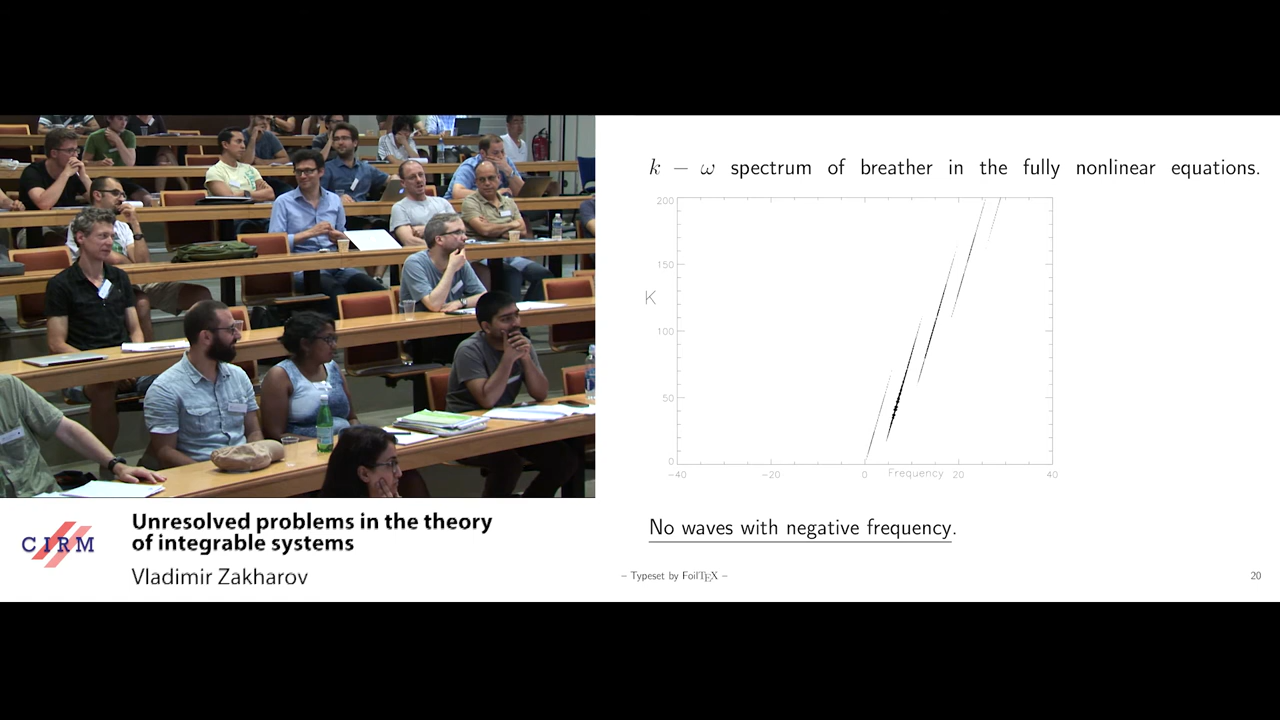 k − ω spectrum of breather in the fully nonlinear equations.
200
150
K
100
50
0
−40 −20 0 Frequency 20 40
No waves with negative frequency.
– Typeset by FoilTEX – 20
CIRM
Unresolved problems in the theory
of integrable systems
Vladimir Zakharov